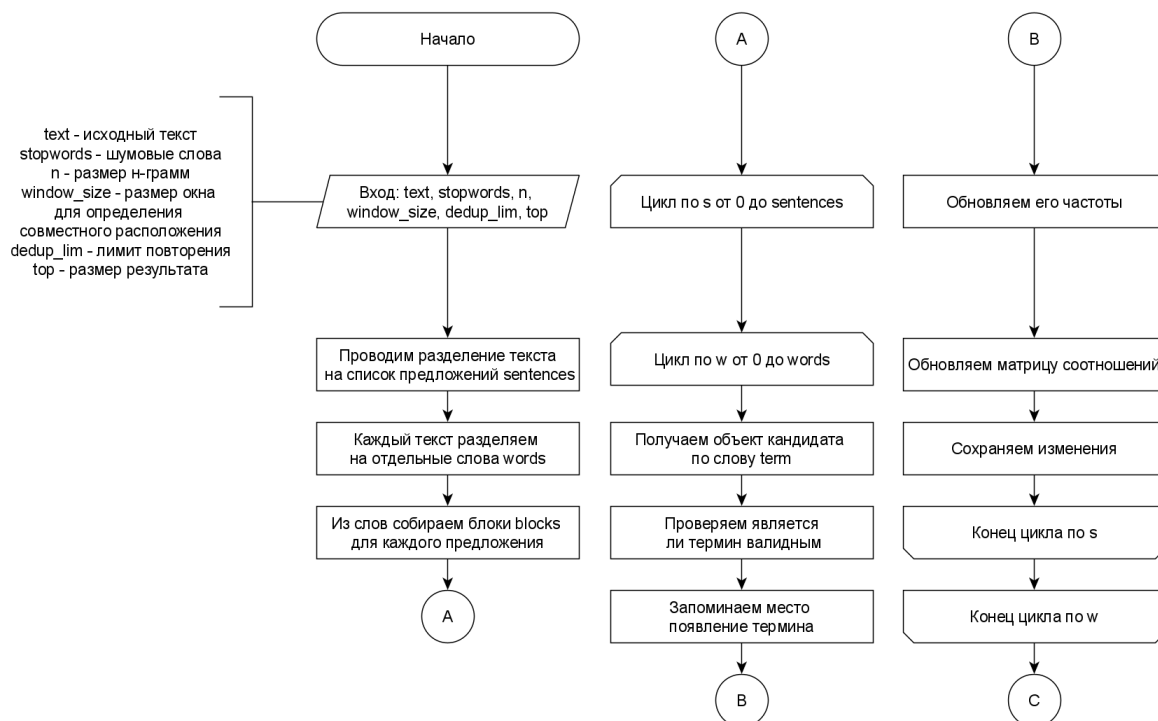 Начало
text - исходный текст
stopwords - шумовые слова
n - размер н-грамм
window_size - размер окна
для определения
совместного расположения
dedup_lim - лимит повторения
top - размер результата
Вход: text, stopwords, n,
window_size, dedup_lim, top
Проводим разделение текста
на список предложений sentences
Каждый текст разделяем
на отдельные слова words
Из слов собираем блоки blocks
для каждого предложения
A
A
Цикл по s от 0 до sentences
Цикл по w от 0 до words
Получаем объект кандидата
по слову term
Проверяем является
ли термин валидным
Запоминаем место
появление термина
B
B
Обновляем его частоты
Обновляем матрицу соотношений
Сохраняем изменения
Конец цикла по s
Конец цикла по w
C